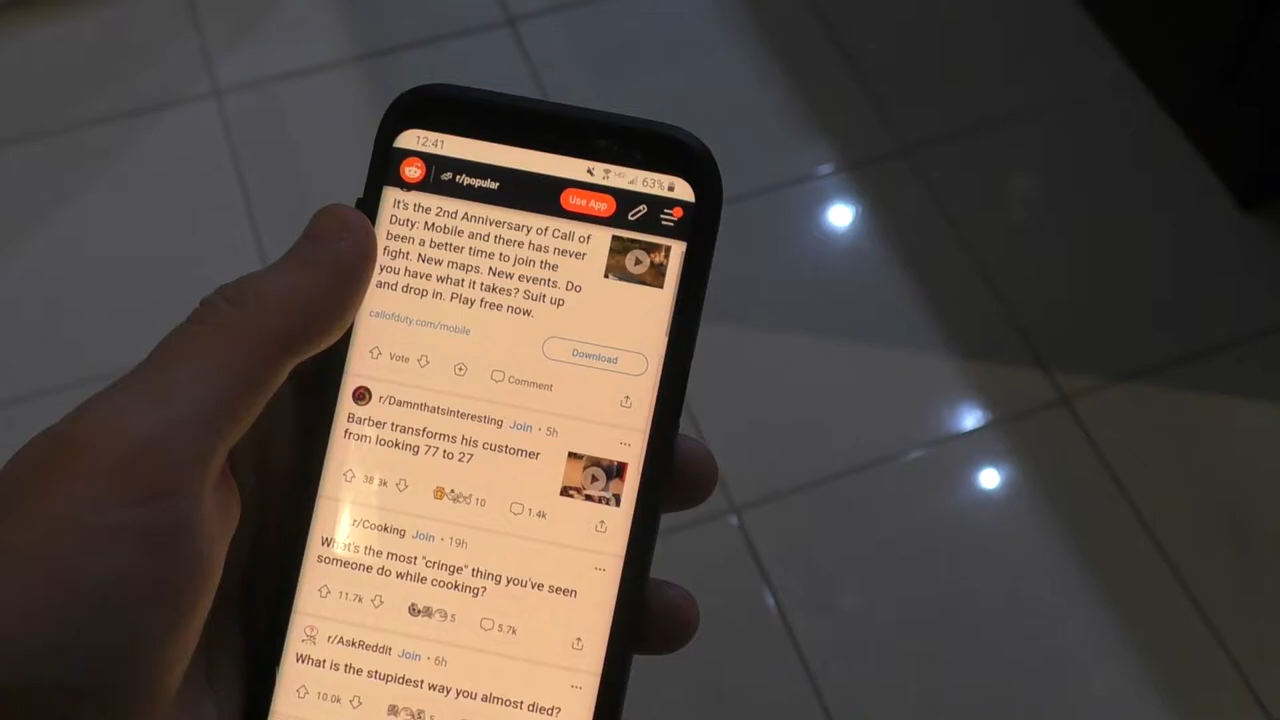 12:41
63%
r/popular
Use App
It's the 2nd Anniversary of Call of
Duty: Mobile and there has never
been a better time to join the
fight. New maps. New events. Do
you have what it takes? Suit up
and drop in. Play free now.
callofduty.com/mobile
Download
Vote
Comment
r/Damnthatsinteresting Join • 5h
Barber transforms his customer
from looking 77 to 27
38.3k
10
1.4k
r/Cooking Join • 19h
What's the most "cringe" thing you've seen
someone do while cooking?
11.7k
5
5.7k
r/AskReddit Join • 6h
What is the stupidest way you almost died?
10.0k